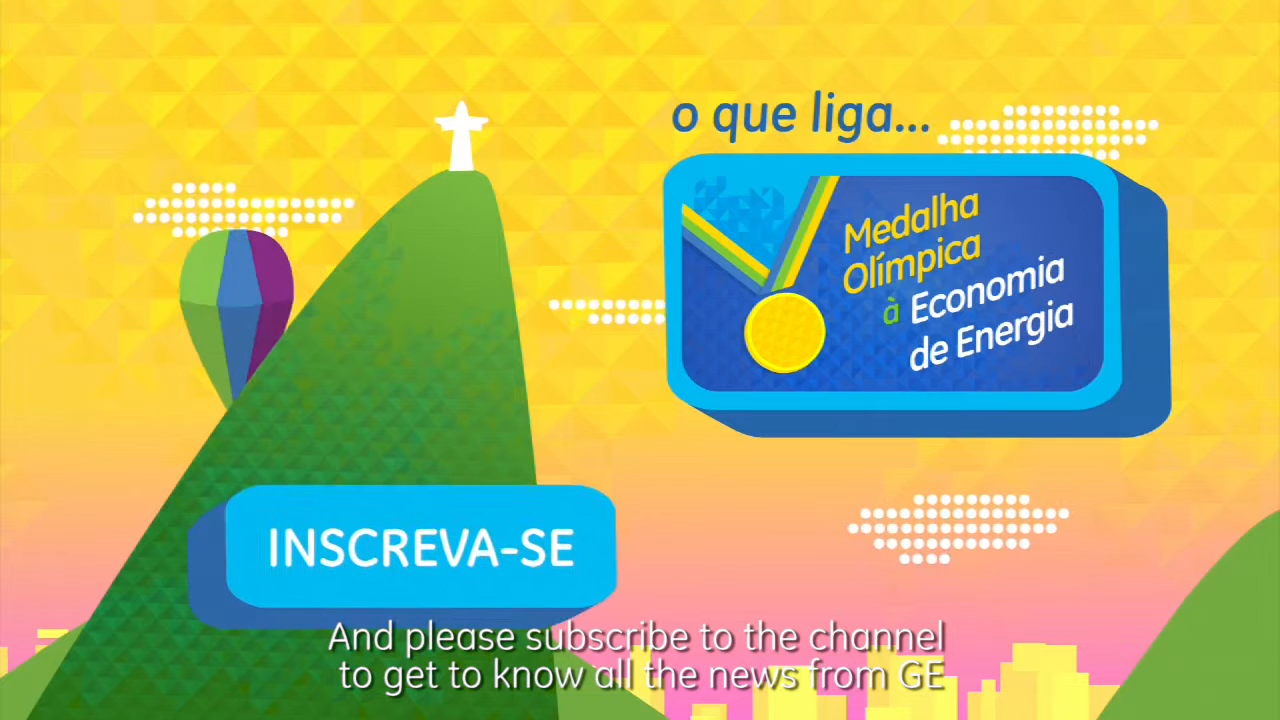 o que liga...
Medalha
Olímpica
à Economia
de Energia
INSCREVA-SE
And please subscribe to the channel
to get to know all the news from GE